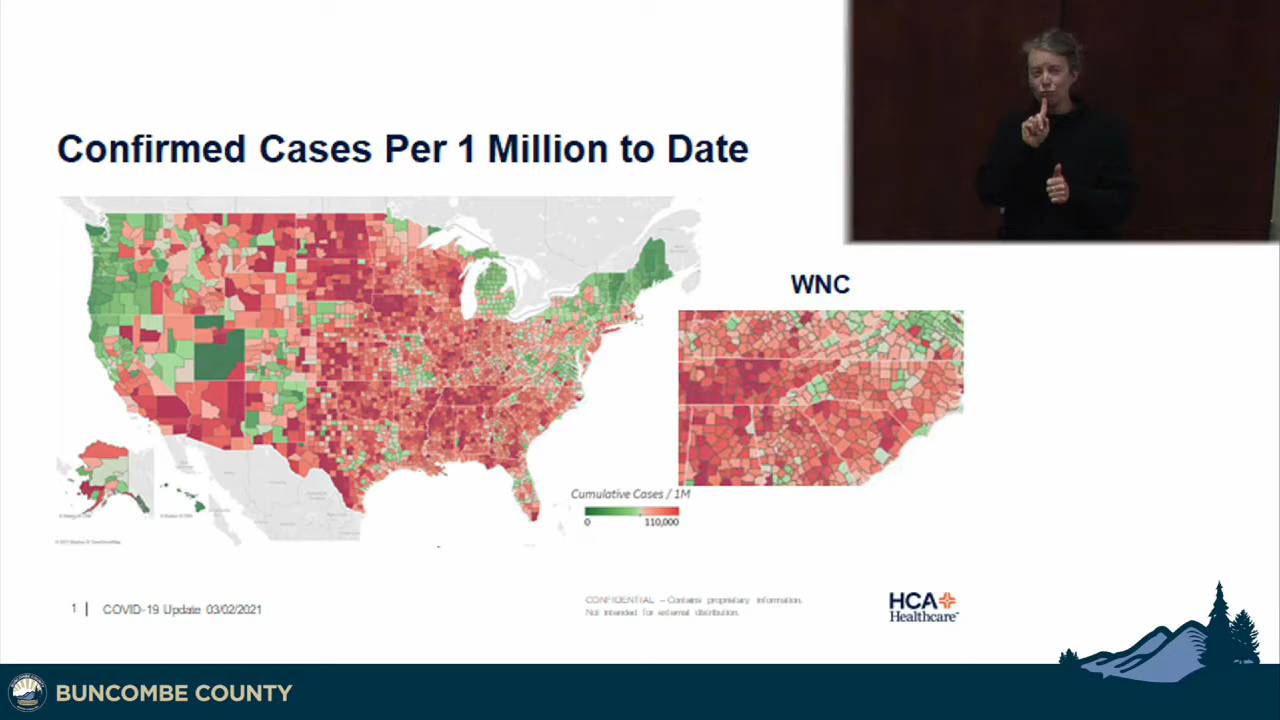 Confirmed Cases Per 1 Million to Date
WNC
Cumulative Cases / 1M
0 110,000
1 | COVID-19 Update 03/02/2021
CONFIDENTIAL – Contains proprietary information.
Not intended for external distribution.
HCA
Healthcare
BUNCOMBE COUNTY